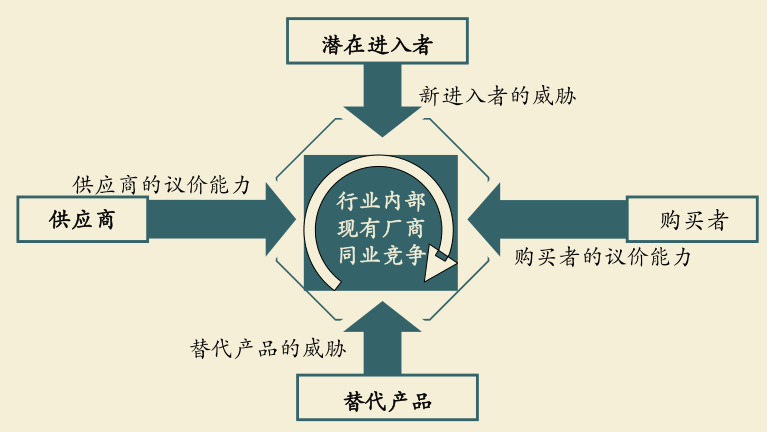 潜在进入者
新进入者的威胁
供应商的议价能力
供应商
行业内部
现有厂商
同业竞争
购买者
购买者的议价能力
替代产品的威胁
替代产品